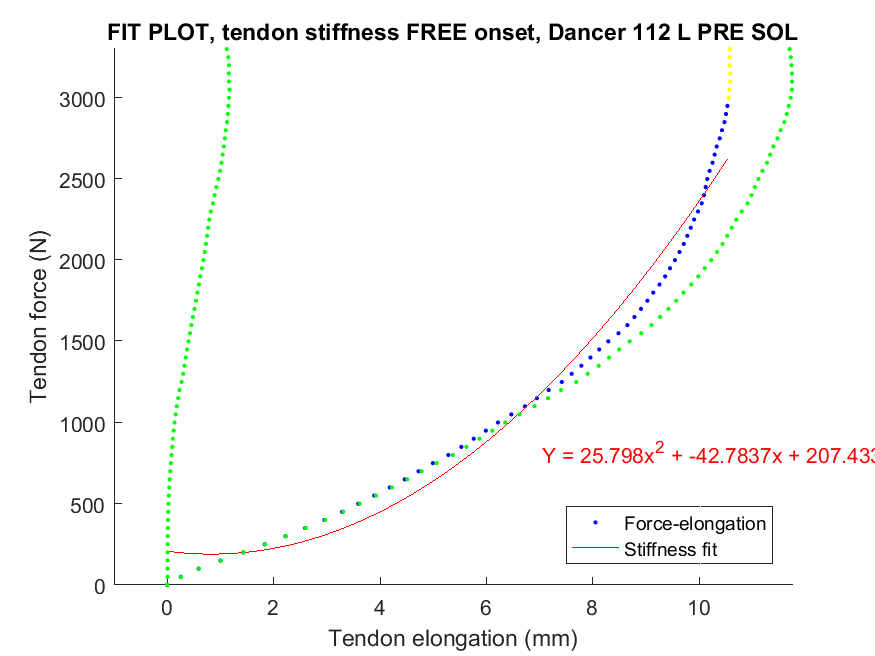 FIT PLOT, tendon stiffness FREE onset, Dancer 112 L PRE SOL
3000
2500
2000
1500
1000
500
0
Tendon force (N)
Y = 25.798x² + -42.7837x + 207.433
Force-elongation
Stiffness fit
0 2 4 6 8 10
Tendon elongation (mm)